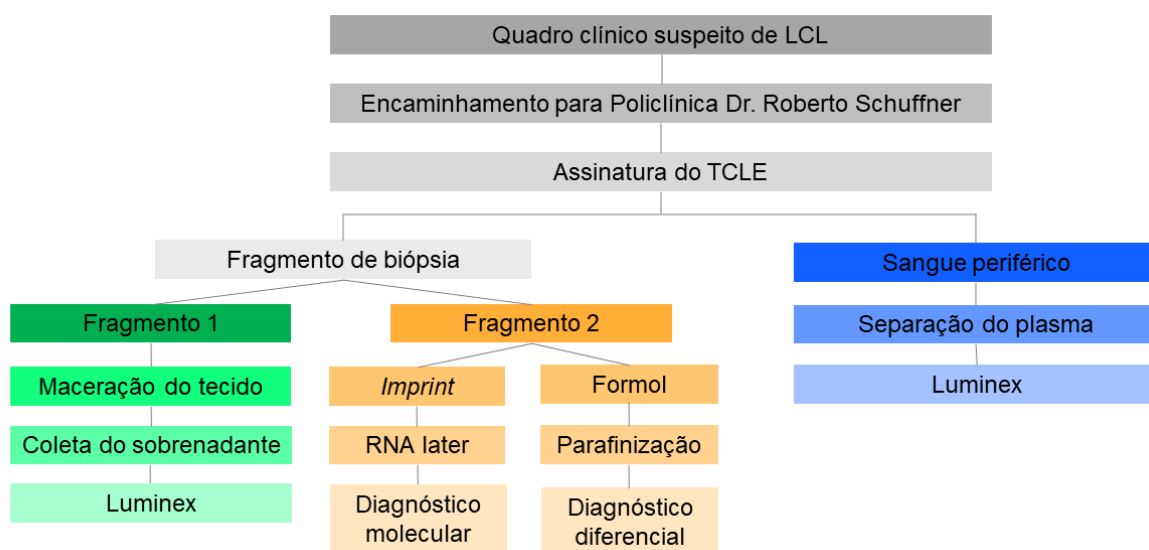 Quadro clínico suspeito de LCL
Encaminhamento para Policlínica Dr. Roberto Schuffner
Assinatura do TCLE
Fragmento de biópsia
Sangue periférico
Fragmento 1
Fragmento 2
Separação do plasma
Maceração do tecido
Imprint
Formol
Luminex
Coleta do sobrenadante
RNA later
Parafinização
Luminex
Diagnóstico
molecular
Diagnóstico
diferencial